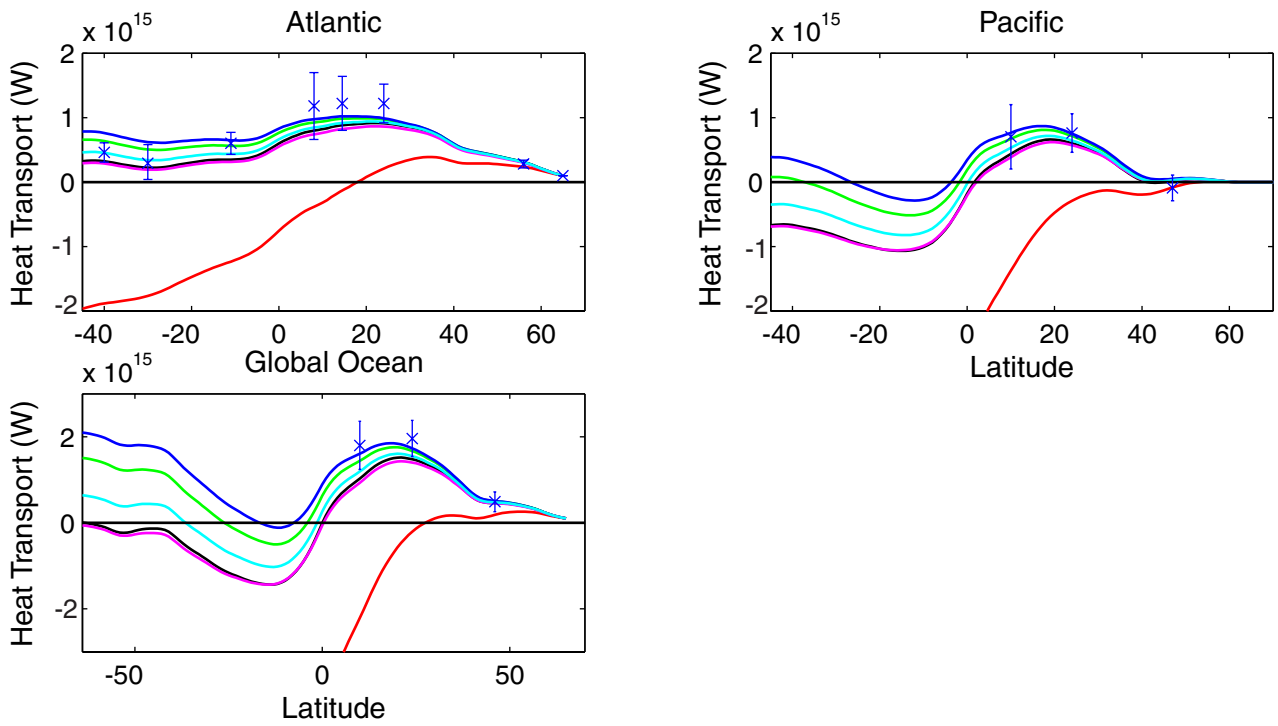 x 10^15
Atlantic
Heat Transport (W)
2
1
0
-1
-2
-40 -20 0 20 40 60
x 10^15
Pacific
Heat Transport (W)
2
1
0
-1
-2
-40 -20 0 20 40 60
Latitude
x 10^15
Global Ocean
Heat Transport (W)
2
0
-2
-50 0 50
Latitude